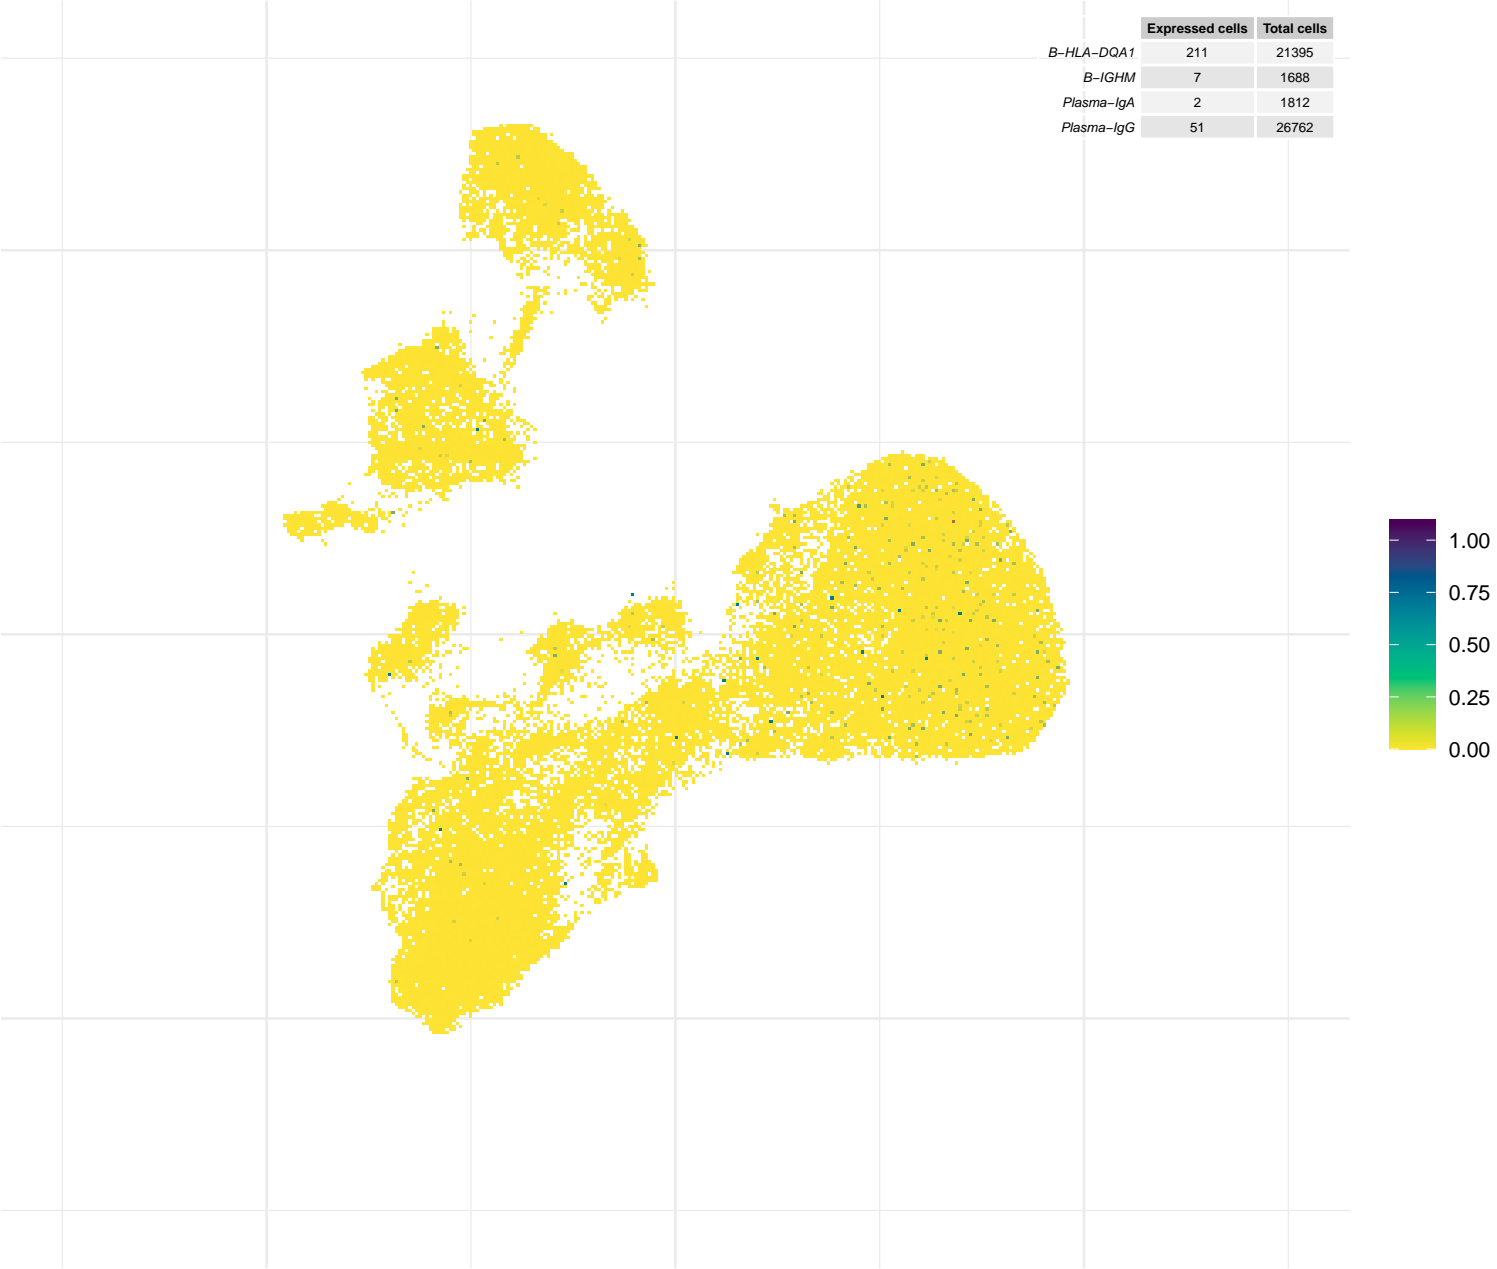 Expressed cells Total cells
B−HLA−DQA1 211 21395
B−IGHM 7 1688
Plasma−IgA 2 1812
Plasma−IgG 51 26762
1.00
0.75
0.50
0.25
0.00